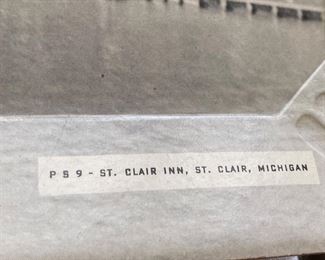 P S 9 - ST. CLAIR INN, ST. CLAIR, MICHIGAN